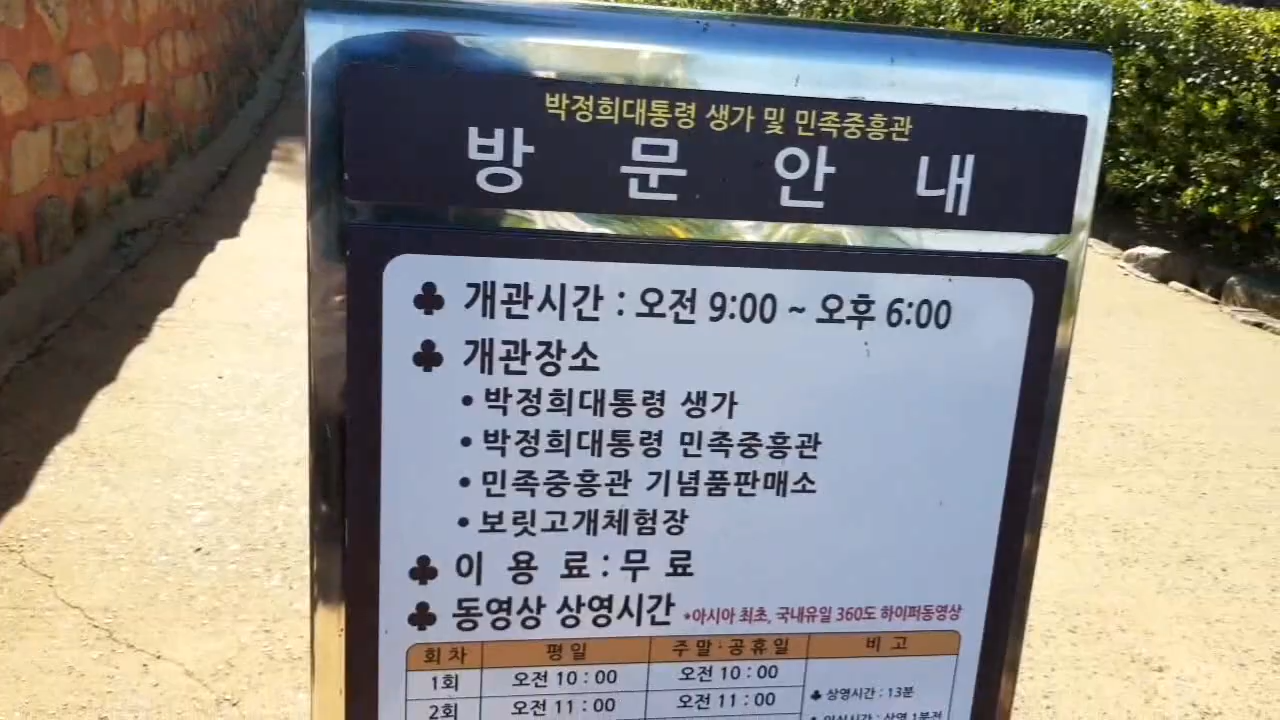 박정희대통령 생가 및 민족중흥관
방 문 안 내
♣ 개관시간 : 오전 9:00 ~ 오후 6:00
♣ 개관장소
• 박정희대통령 생가
• 박정희대통령 민족중흥관
• 민족중흥관 기념품판매소
• 보릿고개체험장
♣ 이 용 료 : 무 료
♣ 동영상 상영시간 *아시아 최초, 국내유일 360도 하이퍼동영상
회 차 평 일 주 말 · 공 휴 일 비 고
1회 오전 10 : 00 오전 10 : 00
♣ 상영시간 : 13분
2회 오전 11 : 00 오전 11 : 00
상영 1분전